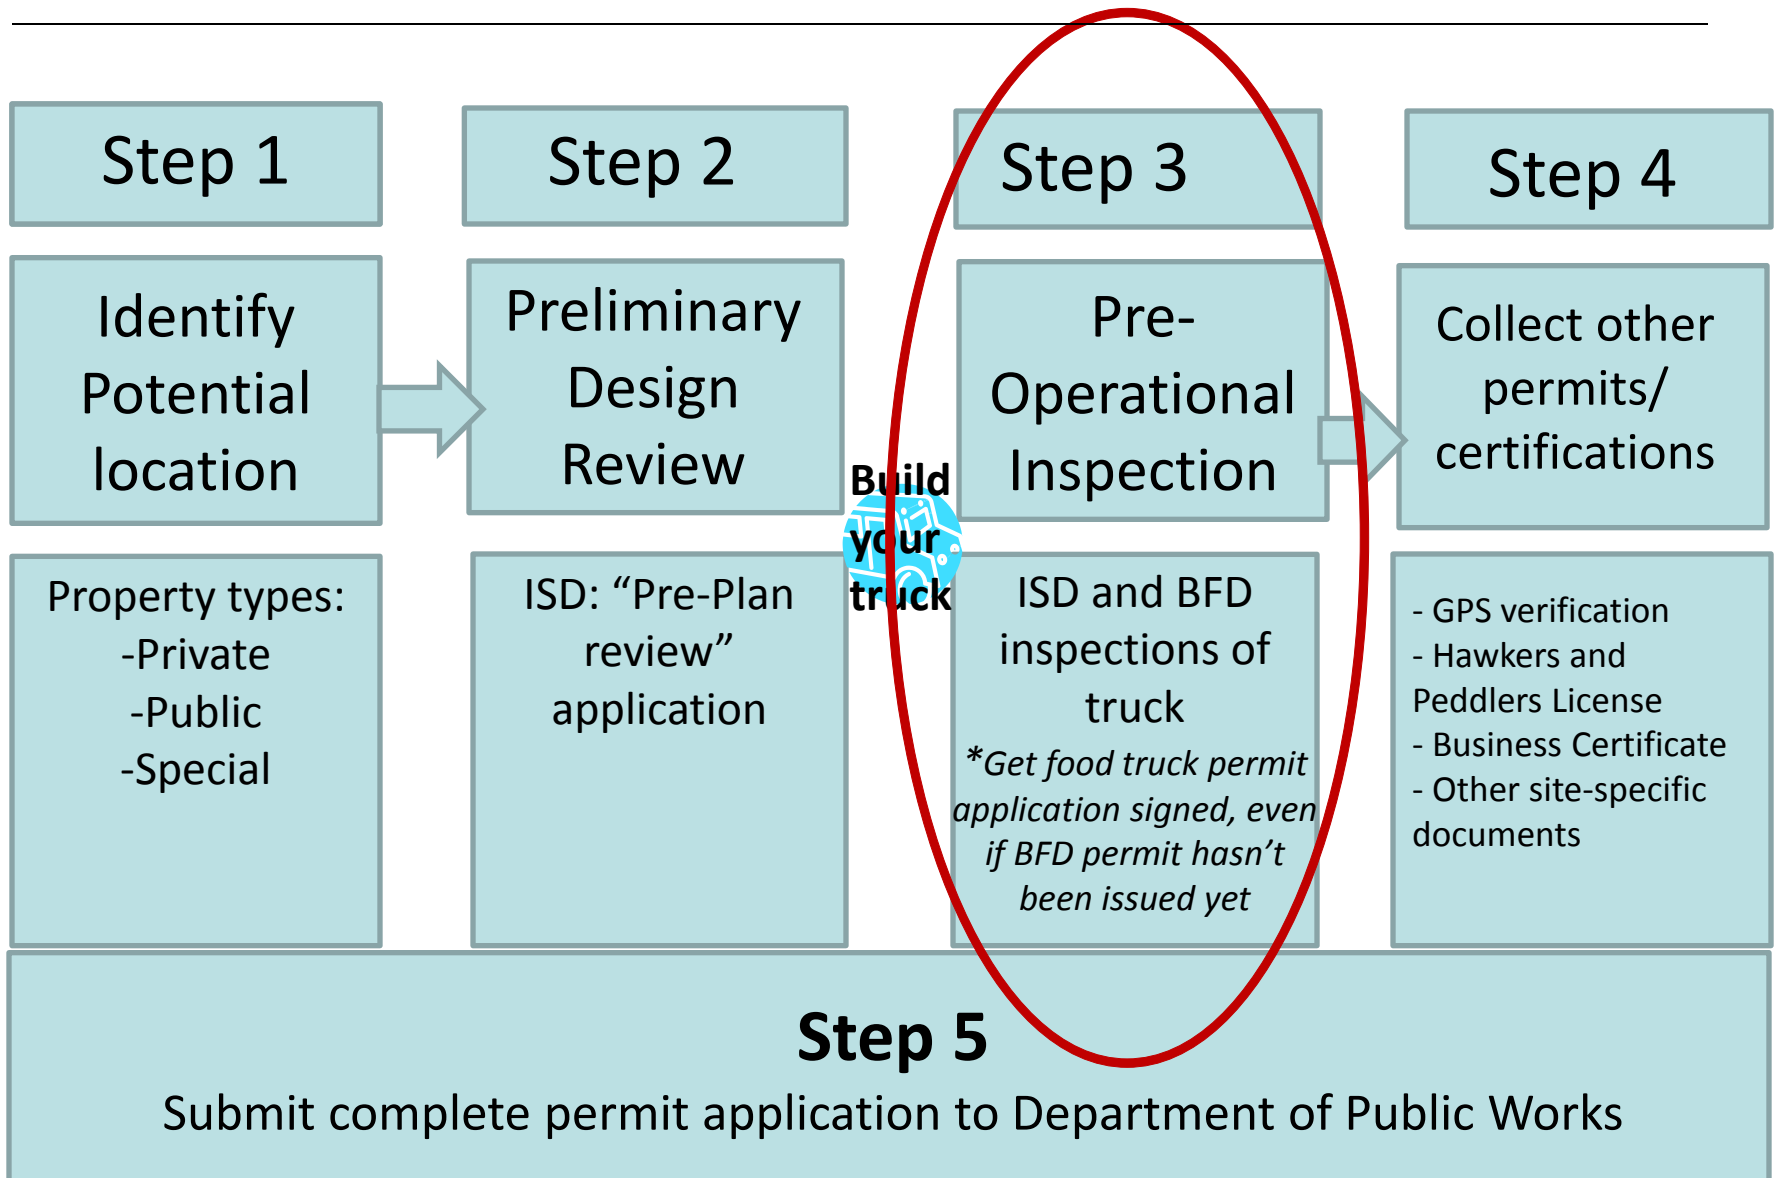 Step 1
Identify
Potential
location
Property types:
-Private
-Public
-Special
Step 2
Preliminary
Design
Review
ISD: “Pre-Plan
review”
application
Build
your
truck
Step 3
Pre-
Operational
Inspection
ISD and BFD
inspections of
truck
*Get food truck permit
application signed, even
if BFD permit hasn’t
been issued yet
Step 4
Collect other
permits/
certifications
- GPS verification
- Hawkers and
Peddlers License
- Business Certificate
- Other site-specific
documents
Step 5
Submit complete permit application to Department of Public Works